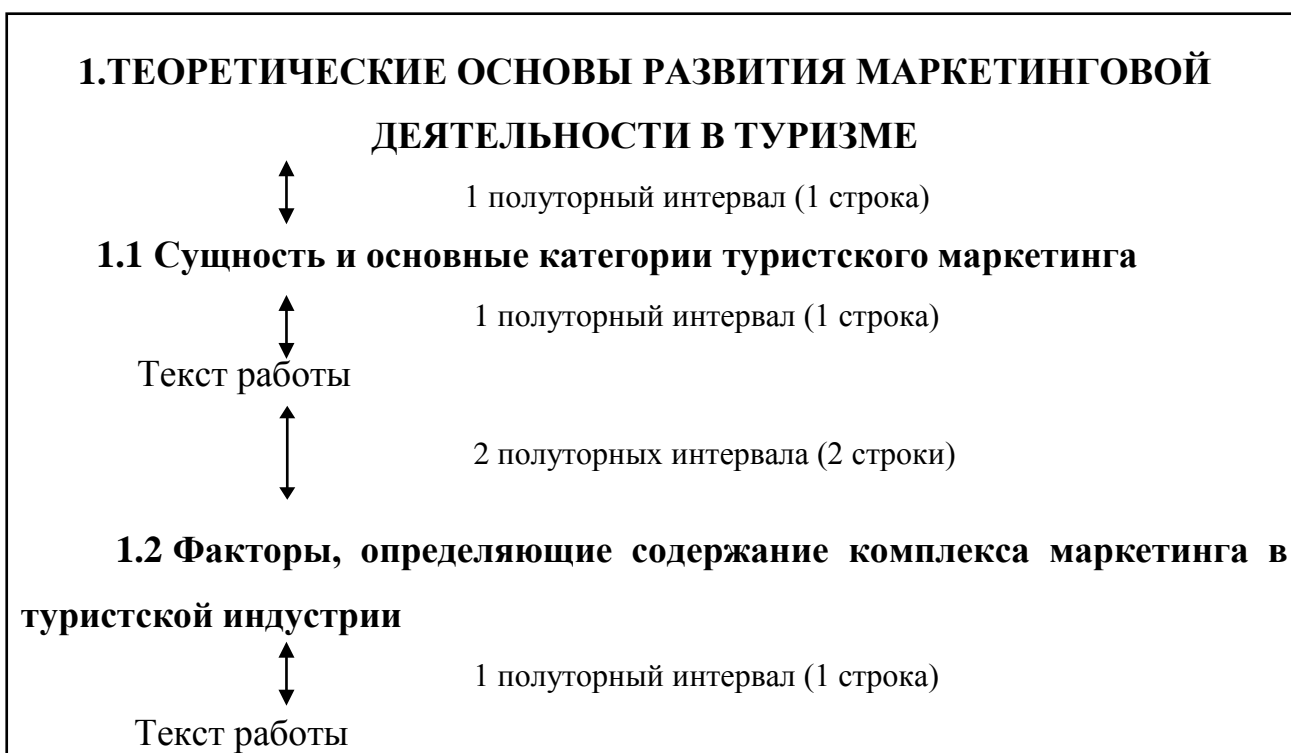 1.ТЕОРЕТИЧЕСКИЕ ОСНОВЫ РАЗВИТИЯ МАРКЕТИНГОВОЙ
ДЕЯТЕЛЬНОСТИ В ТУРИЗМЕ
1 полуторный интервал (1 строка)
1.1 Сущность и основные категории туристского маркетинга
1 полуторный интервал (1 строка)
Текст работы
2 полуторных интервала (2 строки)
1.2 Факторы, определяющие содержание комплекса маркетинга в
туристской индустрии
1 полуторный интервал (1 строка)
Текст работы